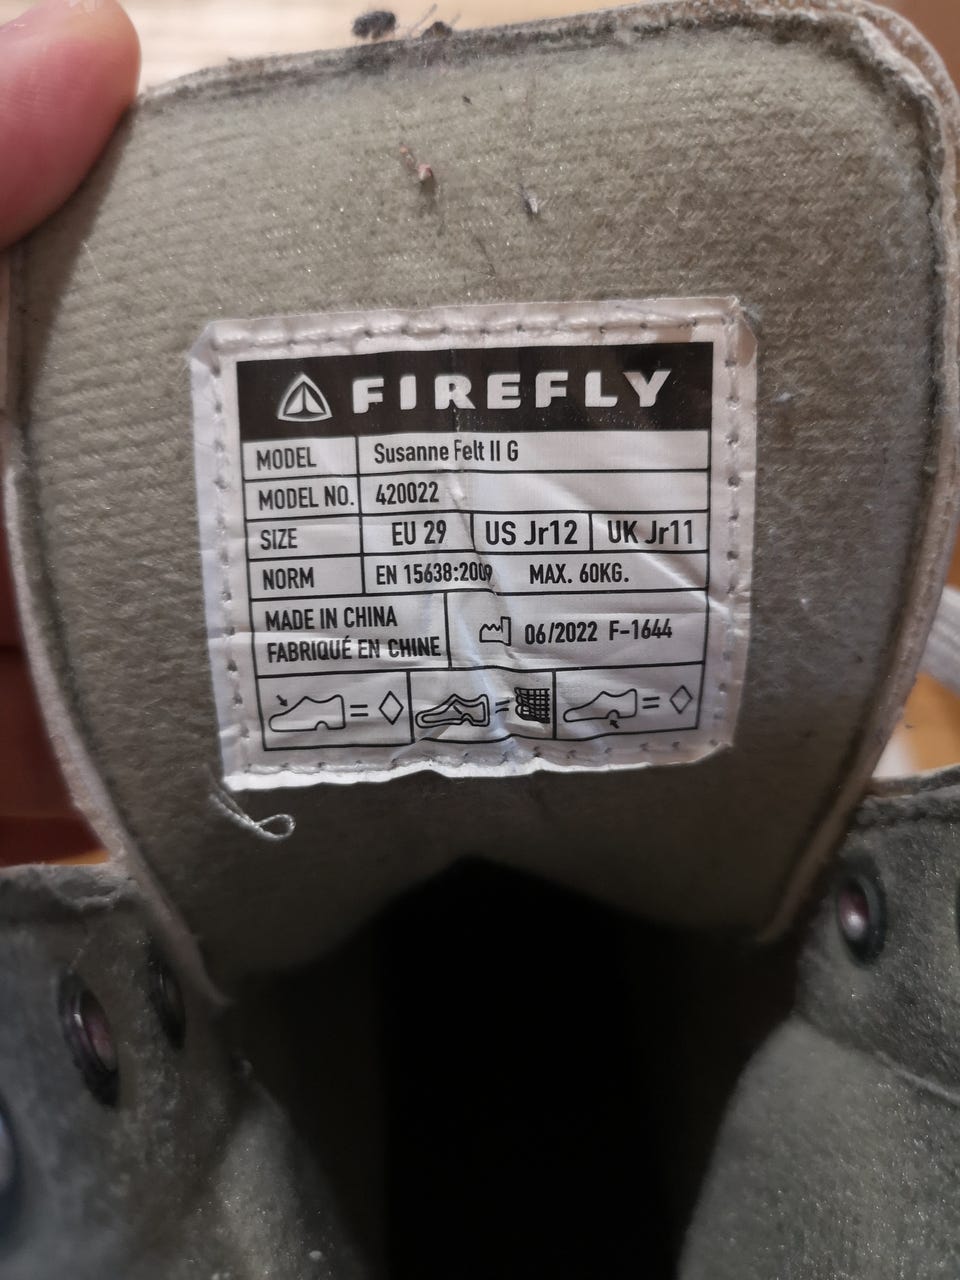 FIREFLY
MODEL Susanne Felt II G
MODEL NO. 420022
SIZE EU 29 US Jr12 UK Jr11
NORM EN 15638:2009 MAX. 60KG.
MADE IN CHINA
FABRIQUÉ EN CHINE
06/2022 F-1644
= = =